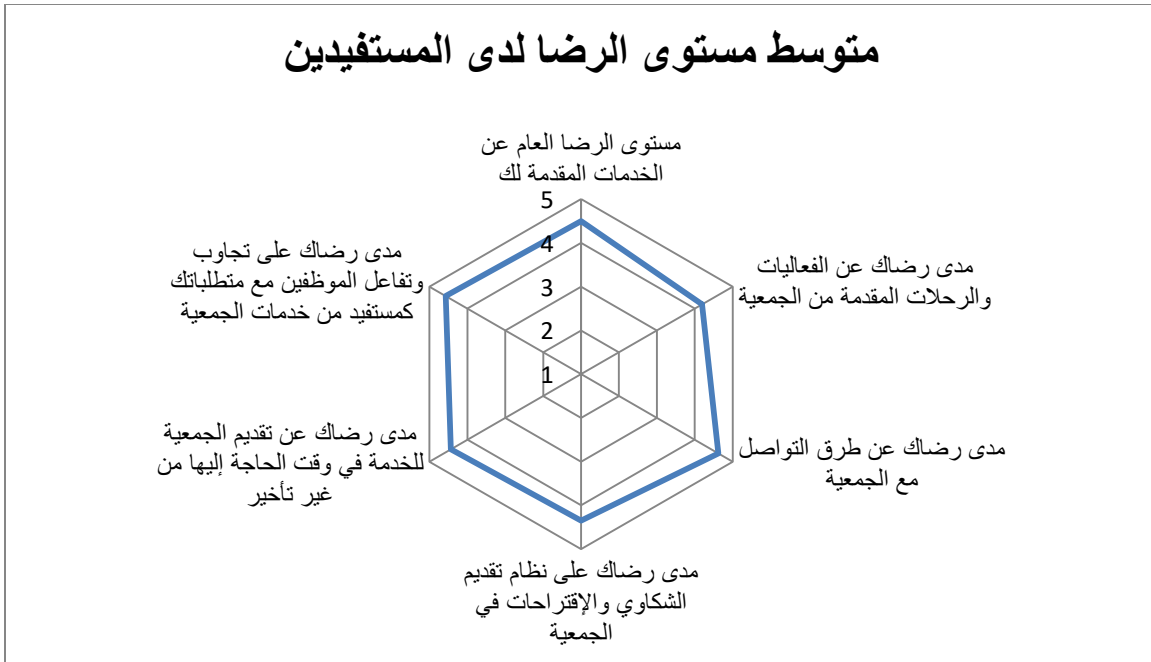 متوسط مستوى الرضا لدى المستفيدين
مستوى الرضا العام عن
الخدمات المقدمة لك
5
4
3
2
1
مدى رضاك عن الفعاليات
والرحلات المقدمة من الجمعية
مدى رضاك عن طرق التواصل
مع الجمعية
مدى رضاك على نظام تقديم
الشكاوي والإقتراحات في
الجمعية
مدى رضاك عن تقديم الجمعية
للخدمة في وقت الحاجة إليها من
غير تأخير
مدى رضاك على تجاوب
وتفاعل الموظفين مع متطلباتك
كمستفيد من خدمات الجمعية